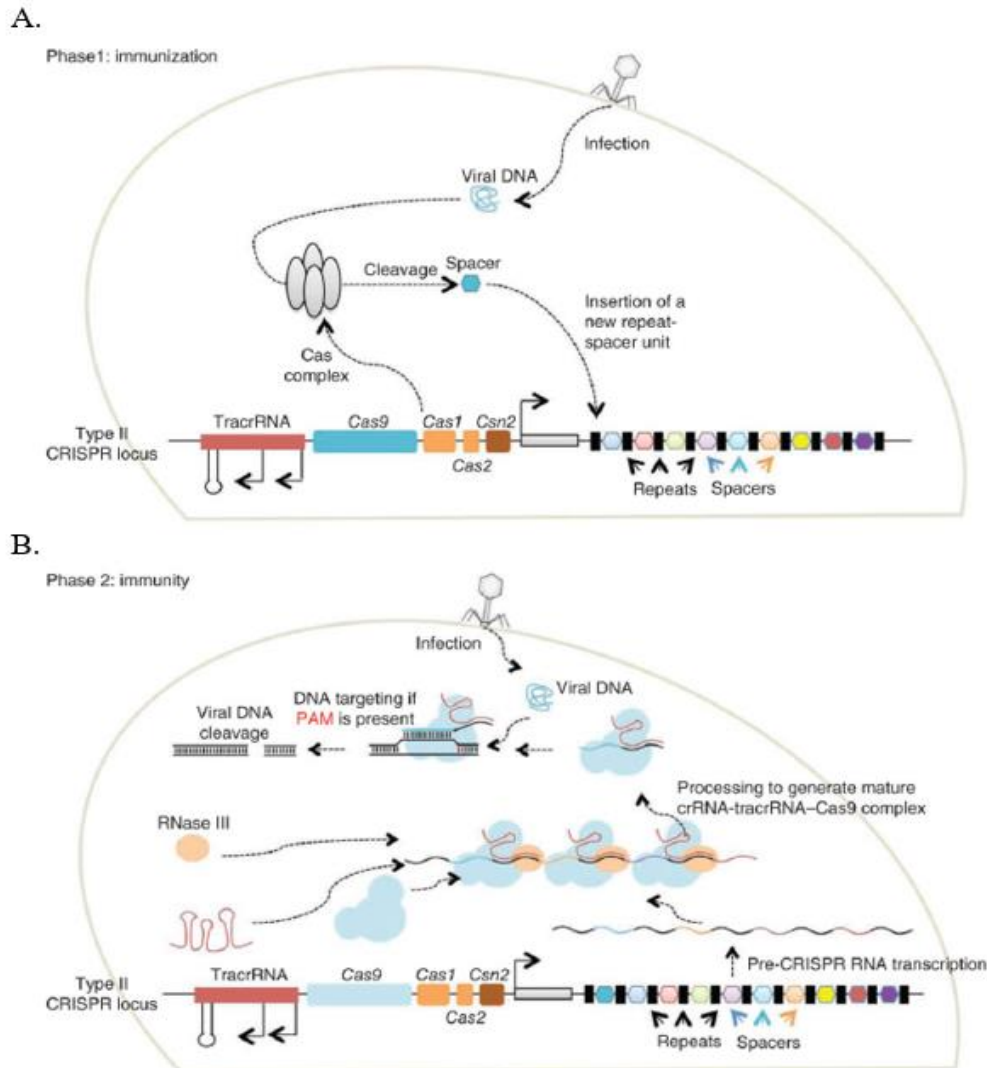 A.
Phase1: immunization
Infection
Viral DNA
Cleavage
Spacer
Insertion of a
new repeat-
spacer unit
Cas
complex
Type II
CRISPR locus
TracrRNA
Cas9
Cas1
Csn2
Cas2
Repeats
Spacers
B.
Phase 2: immunity
Infection
Viral DNA
DNA targeting if
PAM is present
Viral DNA
cleavage
Processing to generate mature
crRNA-tracrRNA–Cas9 complex
RNase III
Pre-CRISPR RNA transcription
Type II
CRISPR locus
TracrRNA
Cas9
Cas1
Csn2
Cas2
Repeats
Spacers